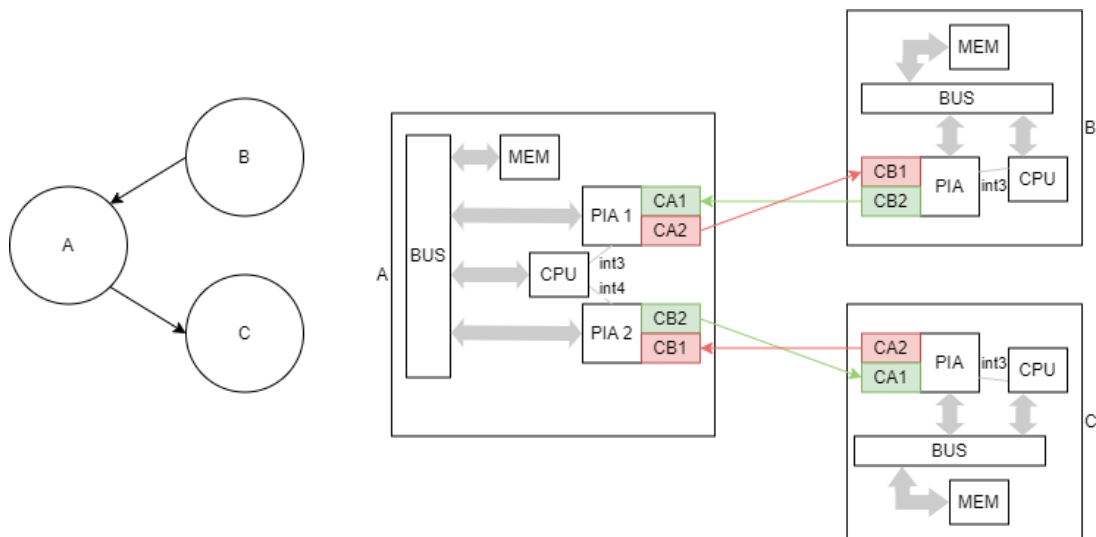 B
A
C
A
BUS
MEM
PIA 1
CA1
CA2
CPU
int3
int4
PIA 2
CB2
CB1
MEM
BUS
B
CB1
CB2
PIA
int3
CPU
CA2
CA1
PIA
int3
CPU
C
BUS
MEM